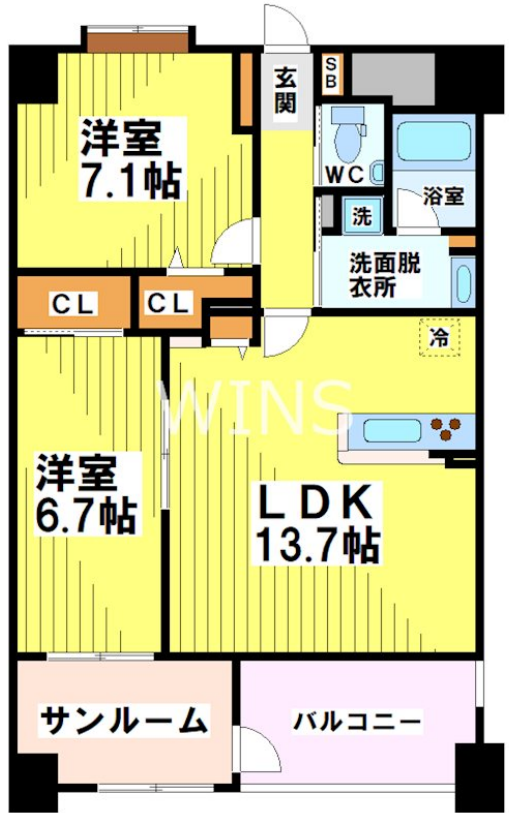 玄
関
S
B
洋室
7.1帖
WC
浴室
洗
洗面脱
衣所
CL
CL
冷
WINS
洋室
6.7帖
LDK
13.7帖
サンルーム
バルコニー